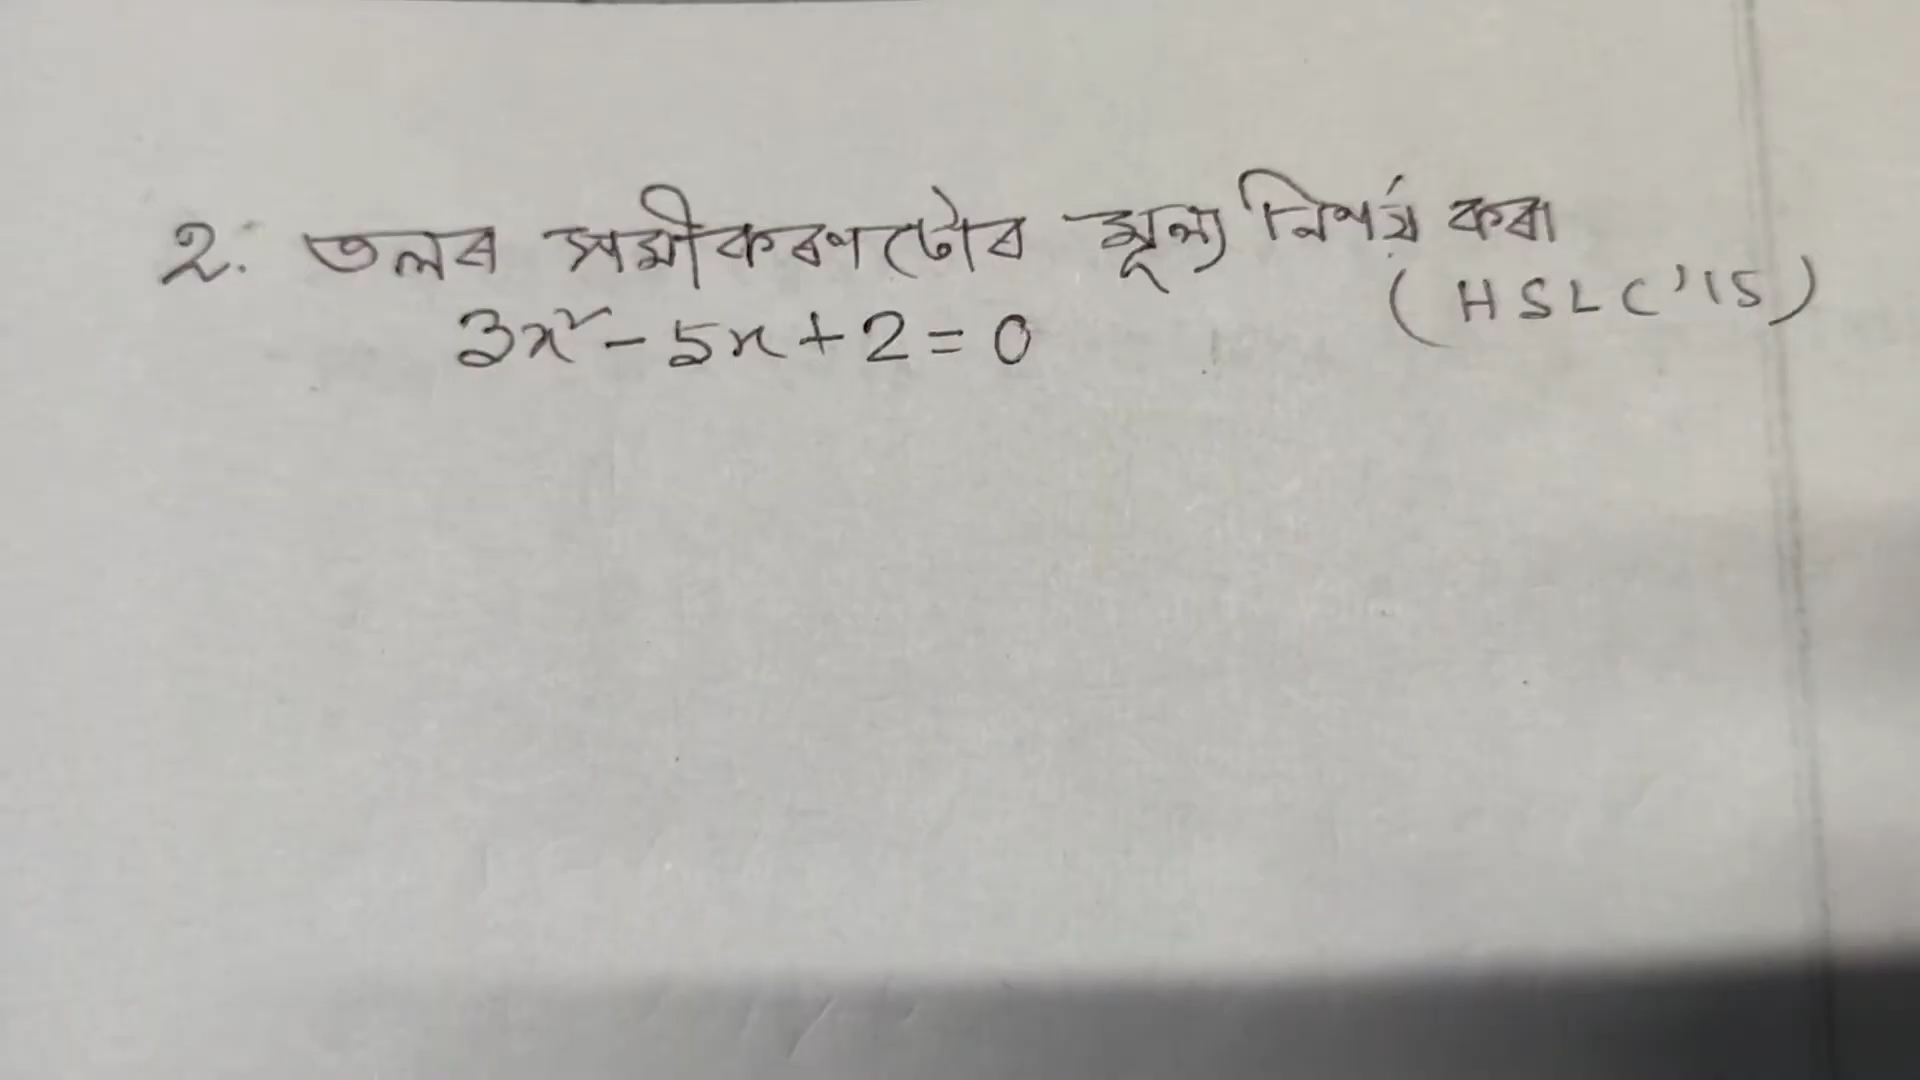 2. তলৰ সমীকৰণটোৰ মূল্য নিৰ্ণয় কৰা
(HSLC'15)
3x² - 5x + 2 = 0